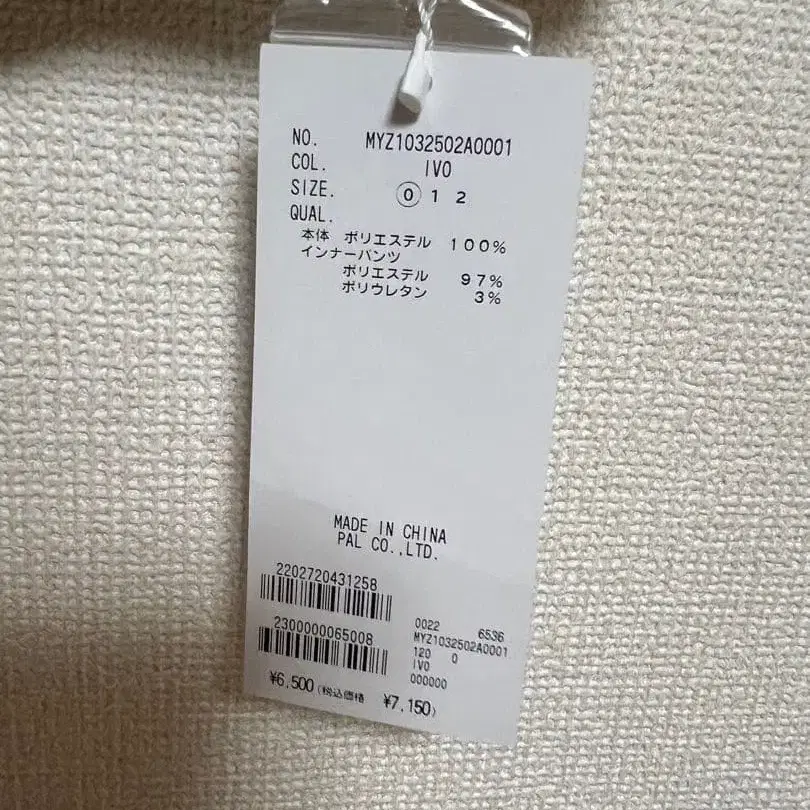 NO. MYZ1032502A0001
COL. IVO
SIZE. 0 1 2
QUAL.
本体 ポリエステル 100%
インナーパンツ
ポリエステル 97%
ポリウレタン 3%
MADE IN CHINA
PAL CO.,LTD.
2202720431258
2300000065008
0022 6536
MYZ1032502A0001
120 0
IVO
000000
¥6,500(税込価格 ¥7,150)